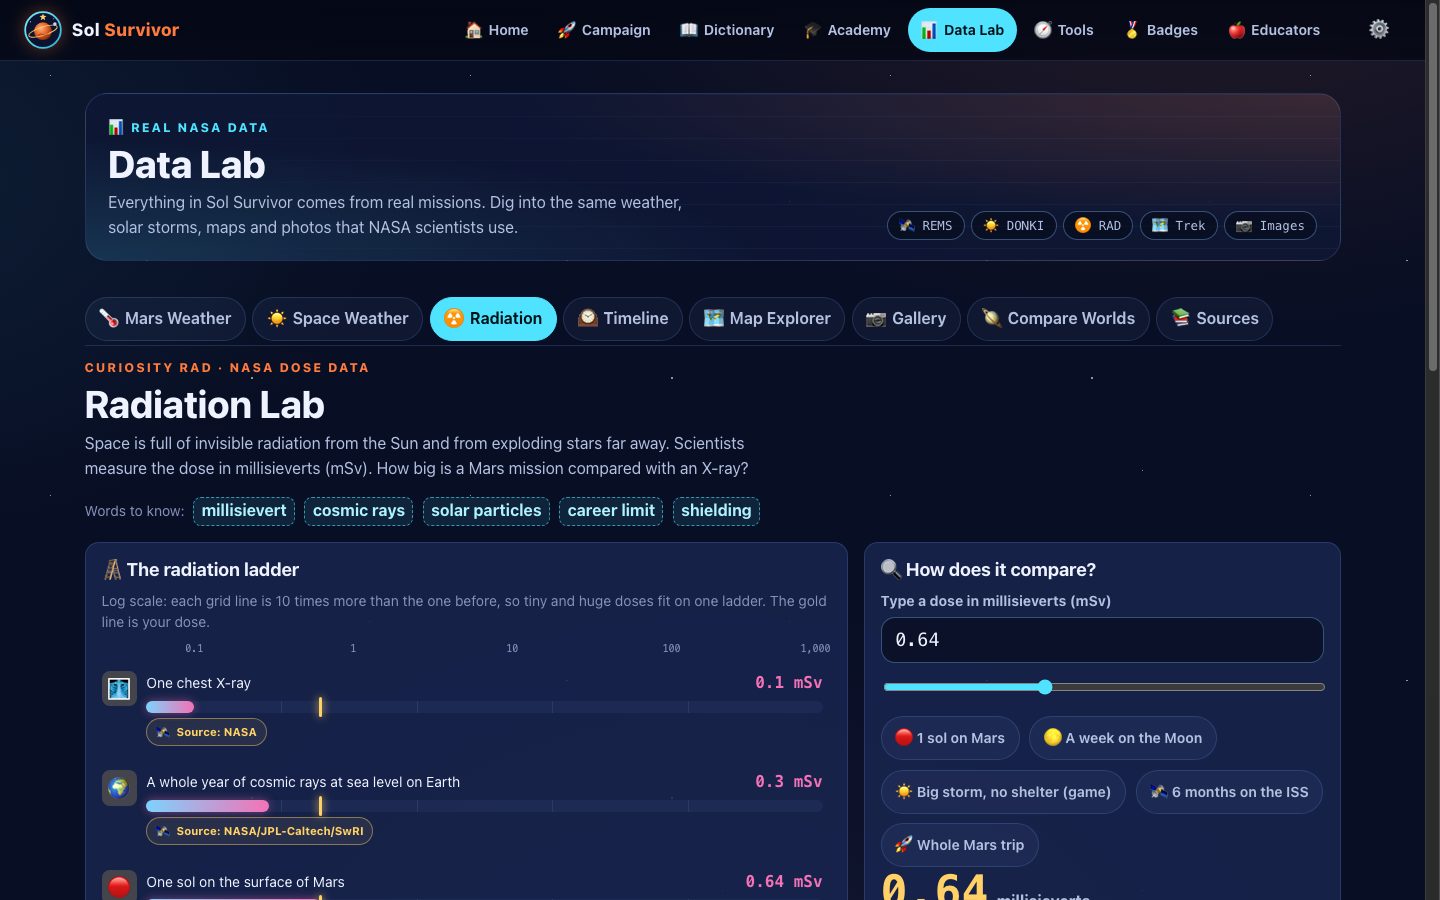 Sol Survivor
Home
Campaign
Dictionary
Academy
Data Lab
Tools
Badges
Educators
REAL NASA DATA
Data Lab
Everything in Sol Survivor comes from real missions. Dig into the same weather,
solar storms, maps and photos that NASA scientists use.
REMS
DONKI
RAD
Trek
Images
Mars Weather
Space Weather
Radiation
Timeline
Map Explorer
Gallery
Compare Worlds
Sources
CURIOSITY RAD · NASA DOSE DATA
Radiation Lab
Space is full of invisible radiation from the Sun and from exploding stars far away. Scientists
measure the dose in millisieverts (mSv). How big is a Mars mission compared with an X-ray?
Words to know: millisievert cosmic rays solar particles career limit shielding
The radiation ladder
Log scale: each grid line is 10 times more than the one before, so tiny and huge doses fit on one ladder. The gold
line is your dose.
0.1 1 10 100 1,000
One chest X-ray 0.1 mSv
Source: NASA
A whole year of cosmic rays at sea level on Earth 0.3 mSv
Source: NASA/JPL-Caltech/SwRI
One sol on the surface of Mars 0.64 mSv
How does it compare?
Type a dose in millisieverts (mSv)
0.64
1 sol on Mars
A week on the Moon
Big storm, no shelter (game)
6 months on the ISS
Whole Mars trip
0.64 millisieverts